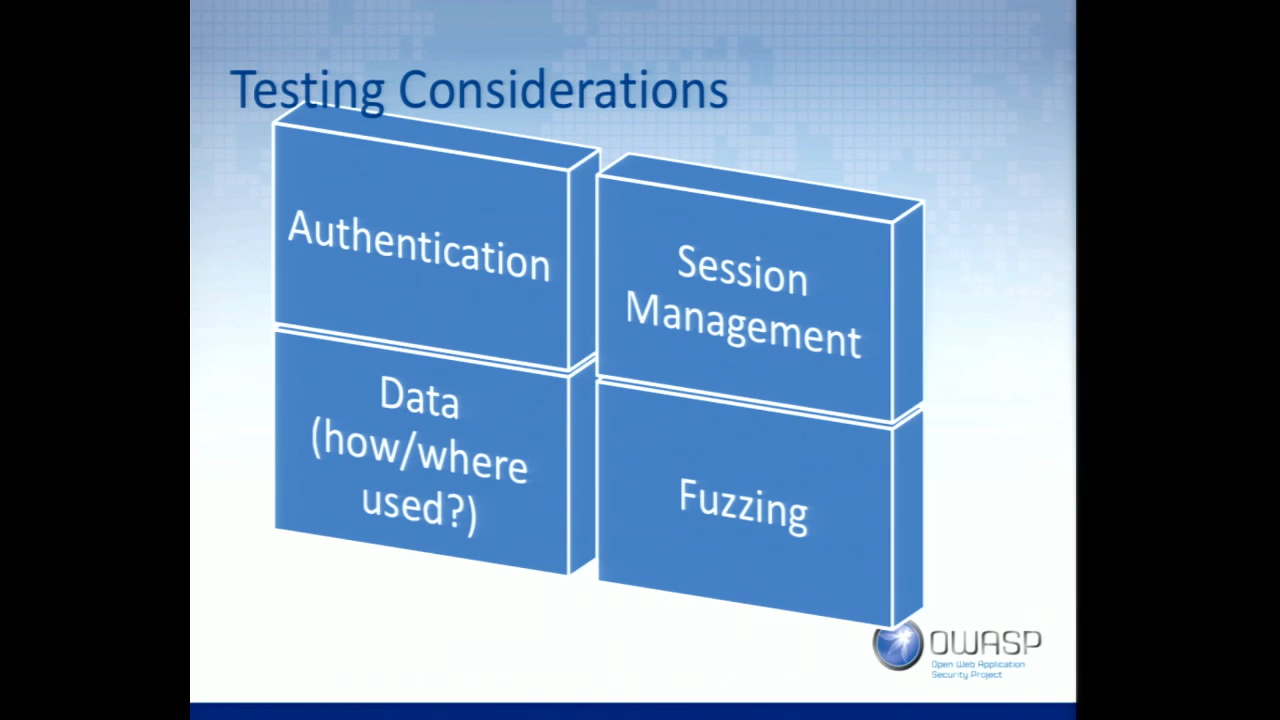 Testing Considerations
Authentication
Session
Management
Data
(how/where
used?)
Fuzzing
OWASP
Open Web Application
Security Project